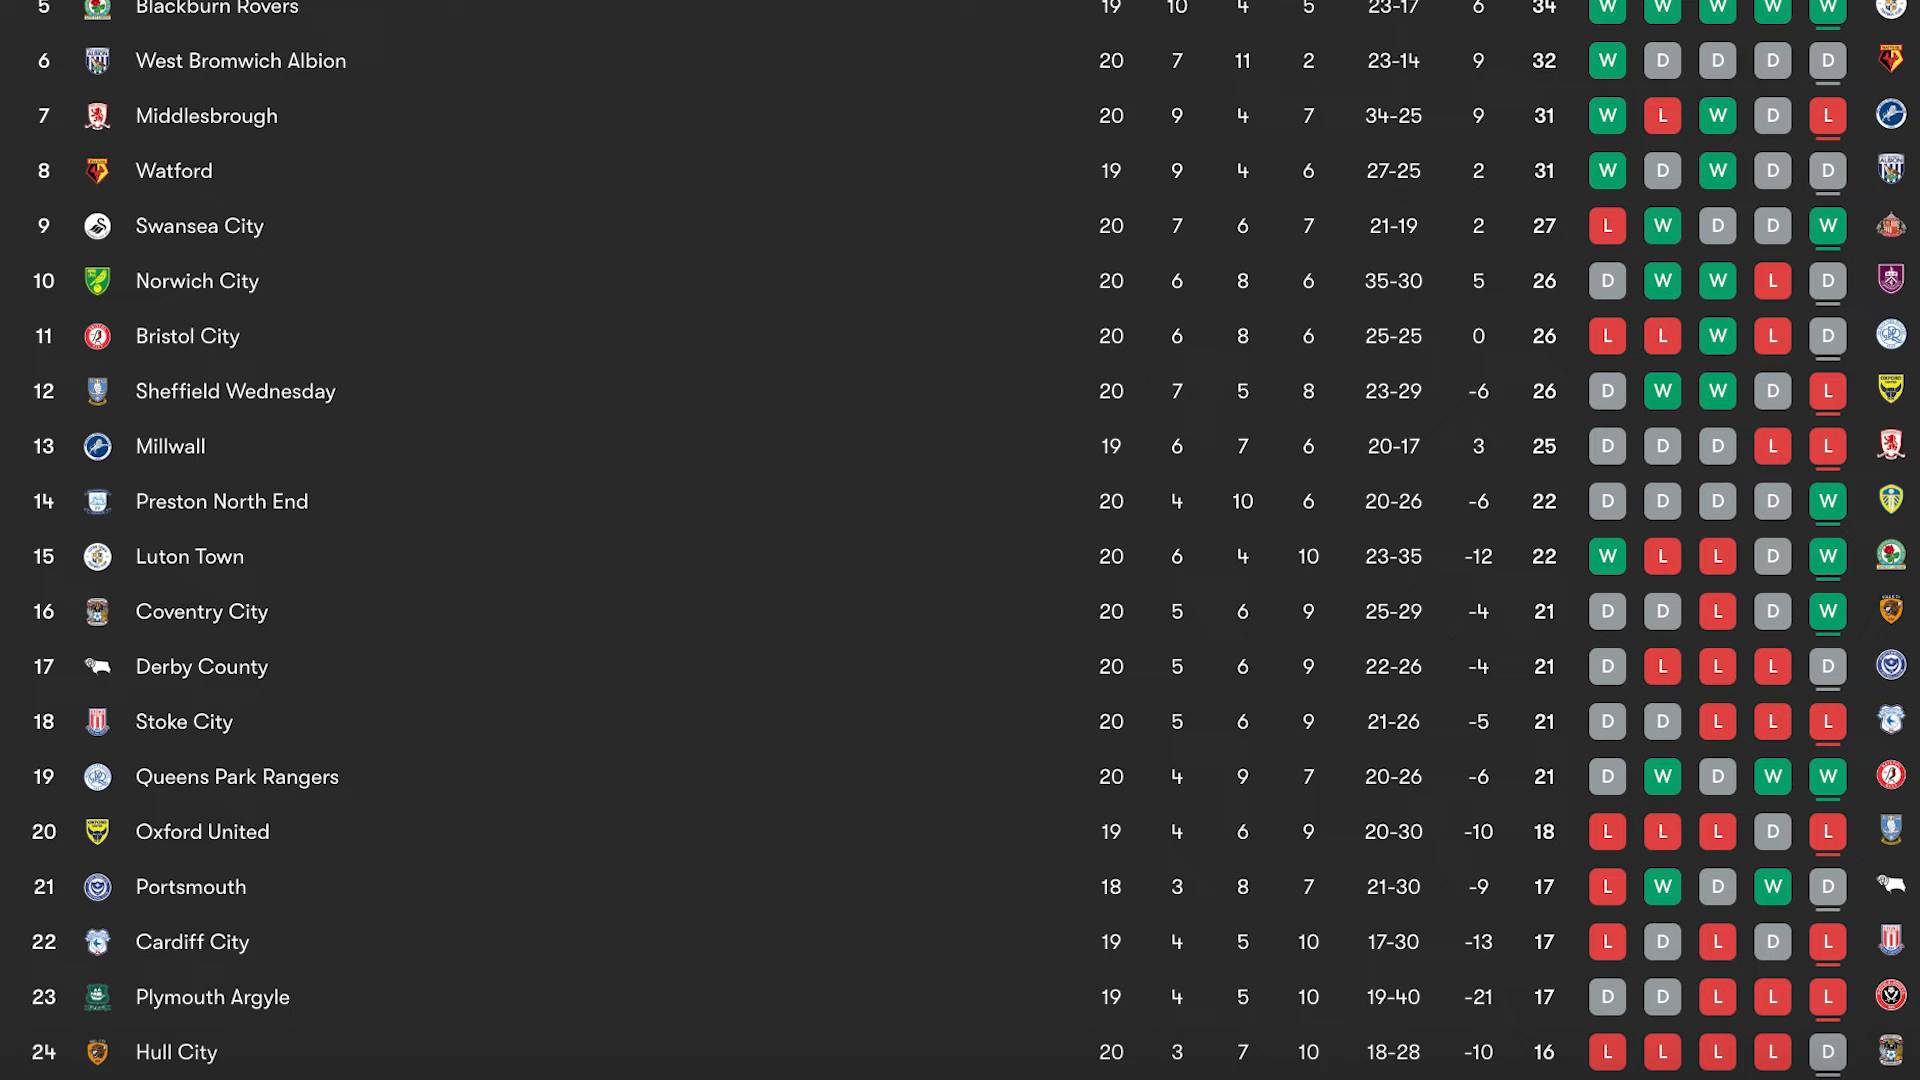 5 Blackburn Rovers 19 10 4 5 23-17 6 34 W W W W W
6 West Bromwich Albion 20 7 11 2 23-14 9 32 W D D D D
7 Middlesbrough 20 9 4 7 34-25 9 31 W L W D L
8 Watford 19 9 4 6 27-25 2 31 W D W D D
9 Swansea City 20 7 6 7 21-19 2 27 L W D D W
10 Norwich City 20 6 8 6 35-30 5 26 D W W L D
11 Bristol City 20 6 8 6 25-25 0 26 L L W L D
12 Sheffield Wednesday 20 7 5 8 23-29 -6 26 D W W D L
13 Millwall 19 6 7 6 20-17 3 25 D D D L L
14 Preston North End 20 4 10 6 20-26 -6 22 D D D D W
15 Luton Town 20 6 4 10 23-35 -12 22 W L L D W
16 Coventry City 20 5 6 9 25-29 -4 21 D D L D W
17 Derby County 20 5 6 9 22-26 -4 21 D L L L D
18 Stoke City 20 5 6 9 21-26 -5 21 D D L L L
19 Queens Park Rangers 20 4 9 7 20-26 -6 21 D W D W W
20 Oxford United 19 4 6 9 20-30 -10 18 L L L D L
21 Portsmouth 18 3 8 7 21-30 -9 17 L W D W D
22 Cardiff City 19 4 5 10 17-30 -13 17 L D L D L
23 Plymouth Argyle 19 4 5 10 19-40 -21 17 D D L L L
24 Hull City 20 3 7 10 18-28 -10 16 L L L L D